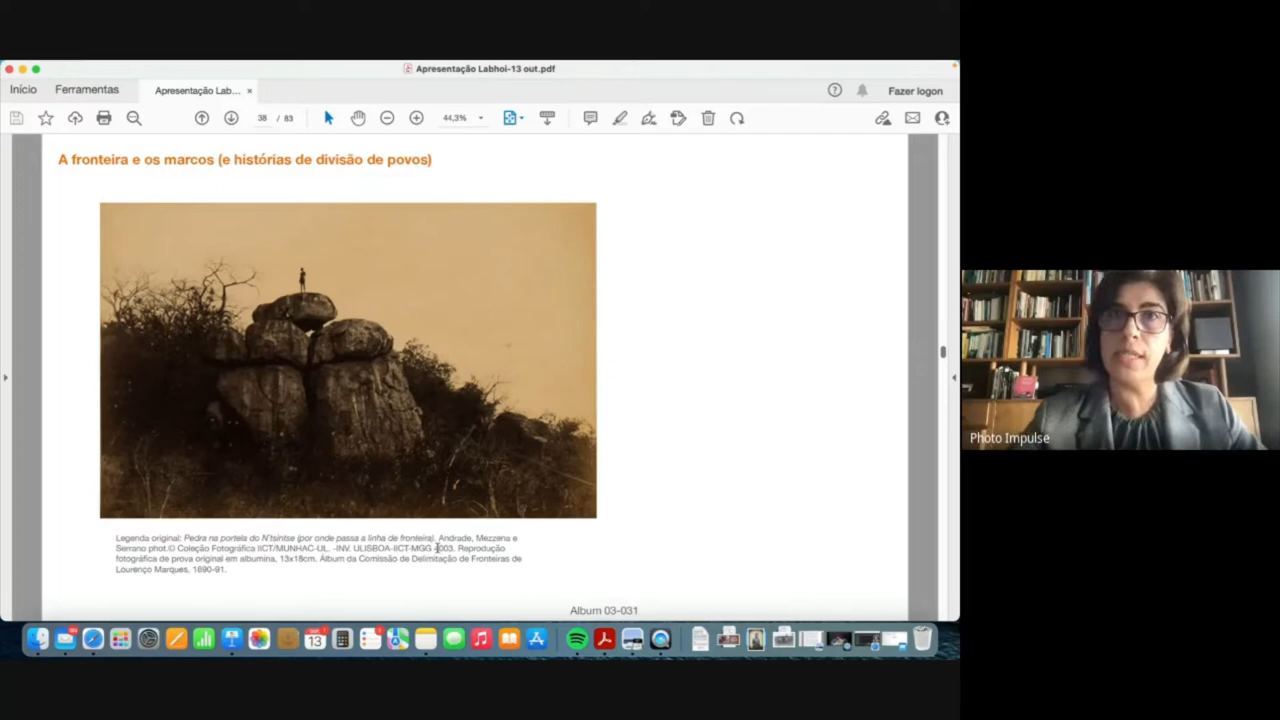 Apresentação Labhoi-13 out.pdf
Início
Ferramentas
Apresentação Lab...
×
Fazer logon
38 / 83
44,3%
A fronteira e os marcos (e histórias de divisão de povos)
Legenda original: Pedra na portela do N'tsintse (por onde passa a linha de fronteira). Andrade, Mezzena e
Serrano phot.© Coleção Fotográfica IICT/MUNHAC-UL. -INV. ULISBOA-IICT-MGG 4003. Reprodução
fotográfica de prova original em albumina, 13x18cm. Álbum da Comissão de Delimitação de Fronteiras de
Lourenço Marques, 1890-91.
Album 03-031
Photo Impulse
13